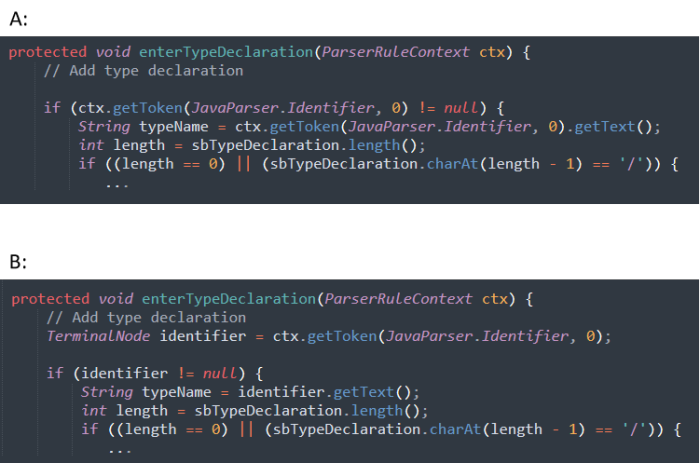 A:
protected void enterTypeDeclaration(ParserRuleContext ctx) {
// Add type declaration
if (ctx.getToken(JavaParser.Identifier, 0) != null) {
String typeName = ctx.getToken(JavaParser.Identifier, 0).getText();
int length = sbTypeDeclaration.length();
if ((length == 0) || (sbTypeDeclaration.charAt(length - 1) == '/')) {
...
B:
protected void enterTypeDeclaration(ParserRuleContext ctx) {
// Add type declaration
TerminalNode identifier = ctx.getToken(JavaParser.Identifier, 0);
if (identifier != null) {
String typeName = identifier.getText();
int length = sbTypeDeclaration.length();
if ((length == 0) || (sbTypeDeclaration.charAt(length - 1) == '/')) {
...